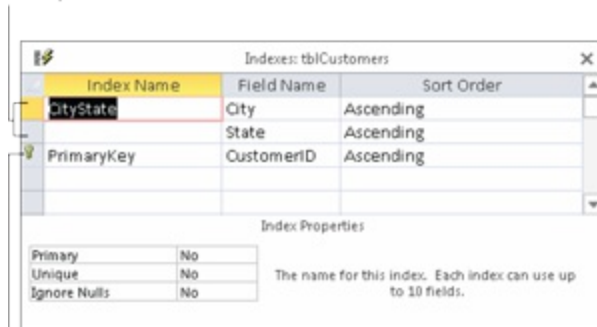 Indexes: tblCustomers
Index Name Field Name Sort Order
CityState City Ascending
State Ascending
PrimaryKey CustomerID Ascending
Index Properties
Primary No
Unique No
Ignore Nulls No
The name for this index. Each index can use up
to 10 fields.